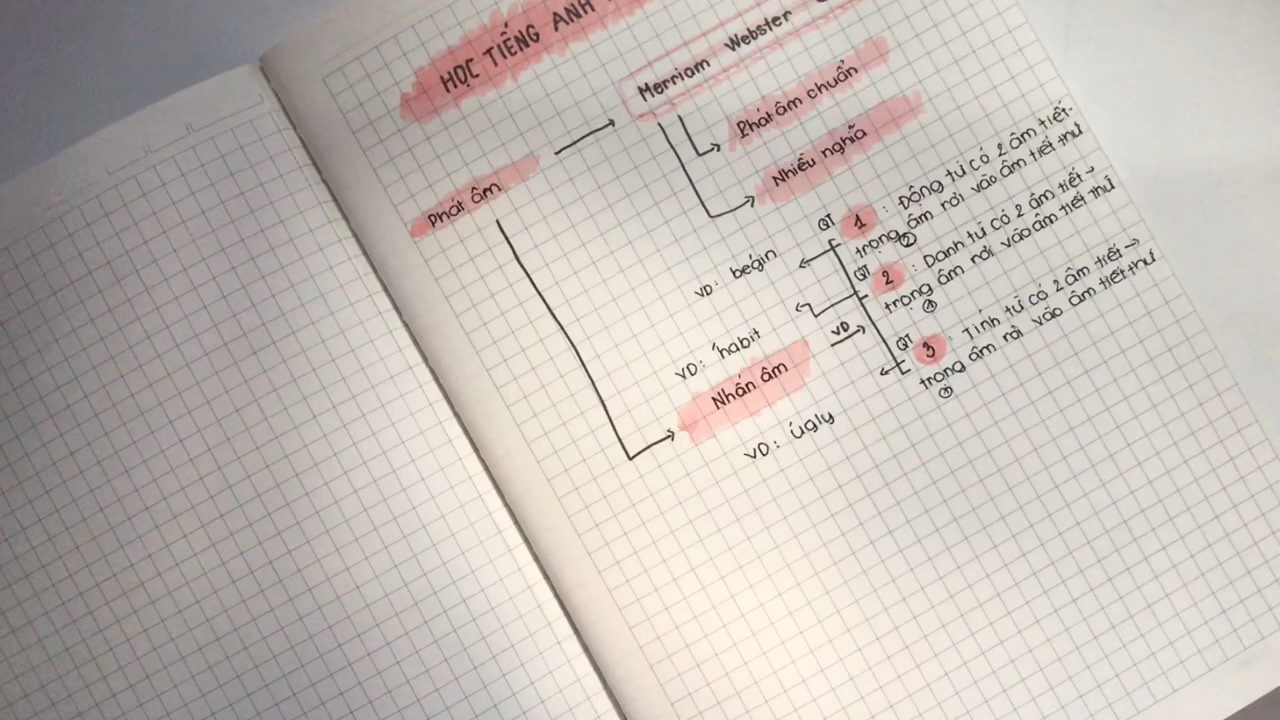 HỌC TIẾNG ANH
Merriam Webster
Phát âm chuẩn
Nhiều nghĩa
Phát âm
QT 1 : Động từ có 2 âm tiết
trọng âm rơi vào âm tiết thứ
②
VD: begin
QT 2 : Danh từ có 2 âm tiết →
trọng âm rơi vào âm tiết thứ
①
VD: habit
VD
QT 3 : Tính từ có 2 âm tiết →
trọng âm rơi vào âm tiết thứ
①
Nhấn âm
VD: úgly